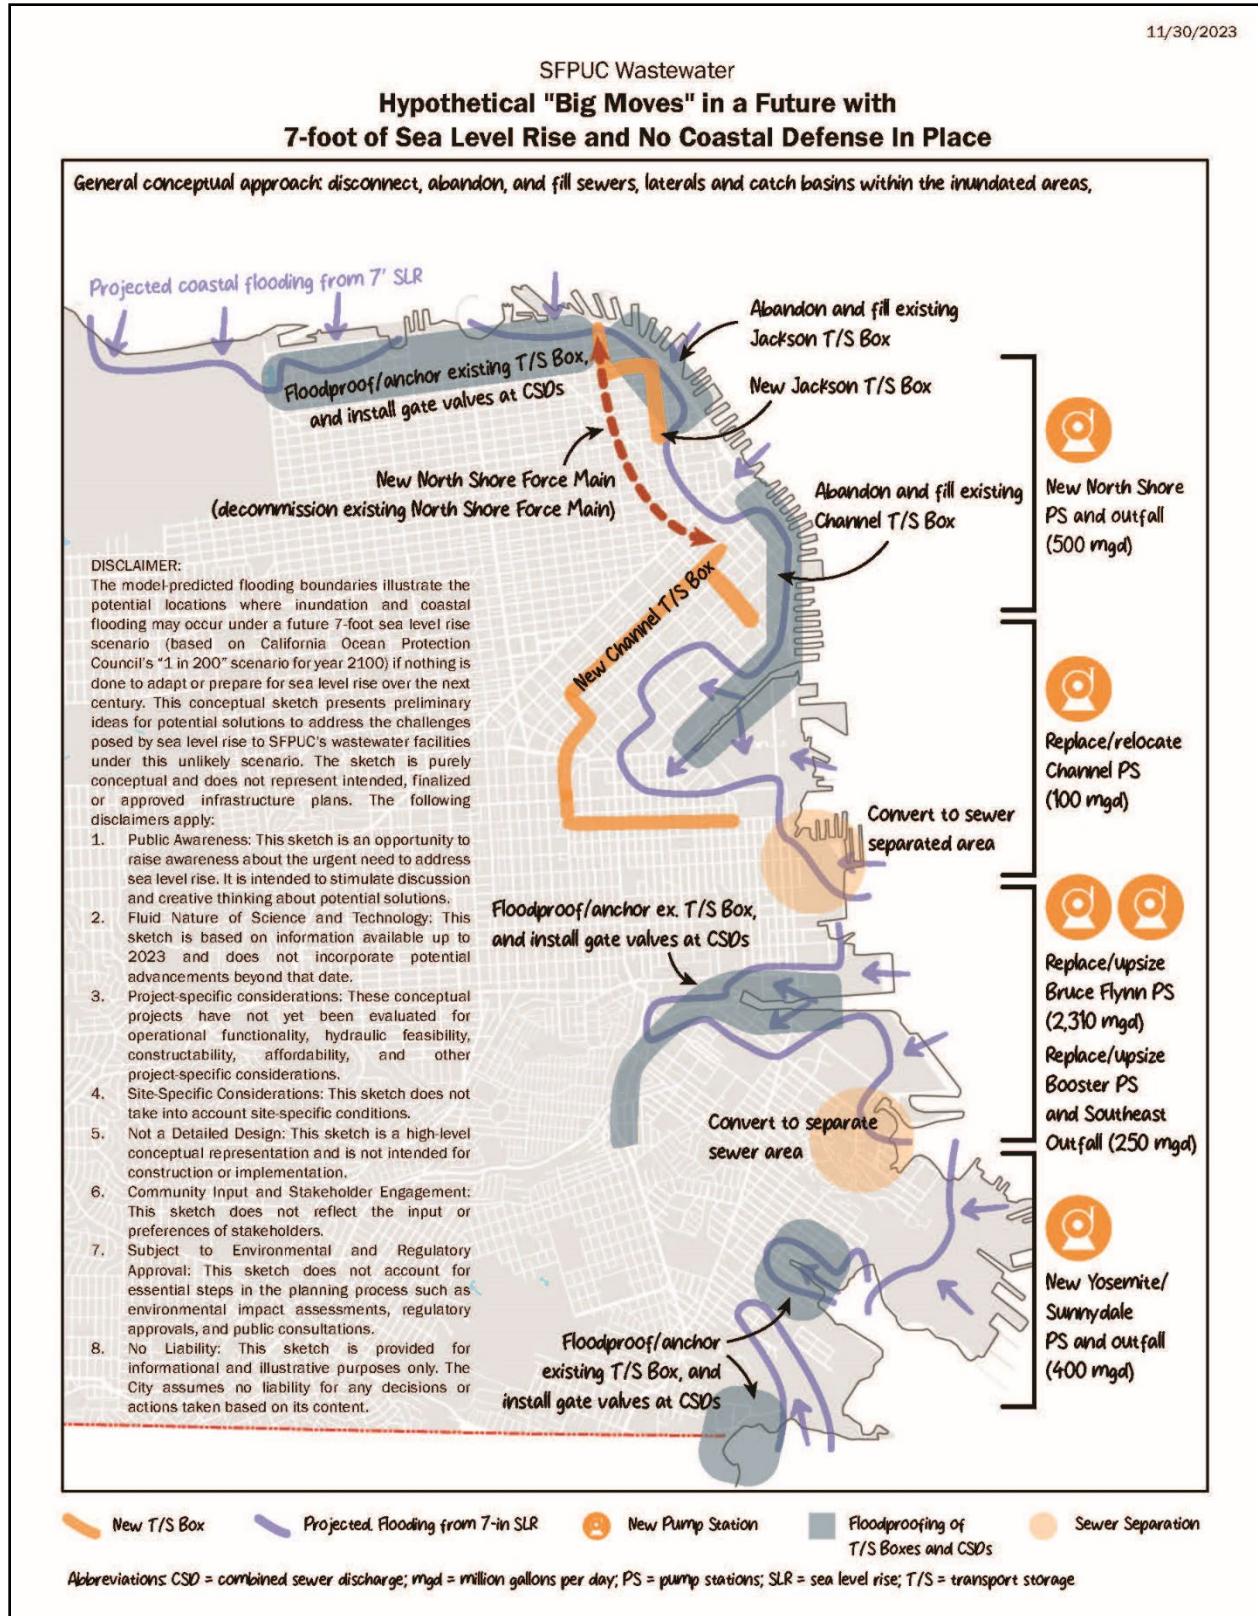 11/30/2023
SFPUC Wastewater
Hypothetical "Big Moves" in a Future with
7-foot of Sea Level Rise and No Coastal Defense In Place
General conceptual approach: disconnect, abandon, and fill sewers, laterals and catch basins within the inundated areas,
Projected coastal flooding from 7' SLR
Abandon and fill existing
Jackson T/S Box
Floodproof/anchor existing T/S Box,
and install gate valves at CSDs
New Jackson T/S Box
New North Shore Force Main
(decommission existing North Shore Force Main)
Abandon and fill existing
Channel T/S Box
New North Shore
PS and outfall
(500 mgd)
New Channel T/S Box
DISCLAIMER:
The model-predicted flooding boundaries illustrate the
potential locations where inundation and coastal
flooding may occur under a future 7-foot sea level rise
scenario (based on California Ocean Protection
Council's "1 in 200" scenario for year 2100) if nothing is
done to adapt or prepare for sea level rise over the next
century. This conceptual sketch presents preliminary
ideas for potential solutions to address the challenges
posed by sea level rise to SFPUC's wastewater facilities
under this unlikely scenario. The sketch is purely
conceptual and does not represent intended, finalized
or approved infrastructure plans. The following
disclaimers apply:
1. Public Awareness: This sketch is an opportunity to
raise awareness about the urgent need to address
sea level rise. It is intended to stimulate discussion
and creative thinking about potential solutions.
2. Fluid Nature of Science and Technology: This
sketch is based on information available up to
2023 and does not incorporate potential
advancements beyond that date.
3. Project-specific considerations: These conceptual
projects have not yet been evaluated for
operational functionality, hydraulic feasibility,
constructability, affordability, and other
project-specific considerations.
4. Site-Specific Considerations: This sketch does not
take into account site-specific conditions.
5. Not a Detailed Design: This sketch is a high-level
conceptual representation and is not intended for
construction or implementation.
6. Community Input and Stakeholder Engagement:
This sketch does not reflect the input or
preferences of stakeholders.
7. Subject to Environmental and Regulatory
Approval: This sketch does not account for
essential steps in the planning process such as
environmental impact assessments, regulatory
approvals, and public consultations.
8. No Liability: This sketch is provided for
informational and illustrative purposes only. The
City assumes no liability for any decisions or
actions taken based on its content.
Replace/relocate
Channel PS
(100 mgd)
Convert to sewer
separated area
Floodproof/anchor ex. T/S Box,
and install gate valves at CSDs
Replace/upsize
Bruce Flynn PS
(2,310 mgd)
Replace/upsize
Booster PS
and Southeast
Outfall (250 mgd)
Convert to separate
sewer area
New Yosemite/
Sunnydale
PS and outfall
(400 mgd)
Floodproof/anchor
existing T/S Box, and
install gate valves at CSDs
New T/S Box
Projected Flooding from 7-in SLR
New Pump Station
Floodproofing of
T/S Boxes and CSDs
Sewer Separation
Abbreviations: CSD = combined sewer discharge; mgd = million gallons per day; PS = pump stations; SLR = sea level rise; T/S = transport storage